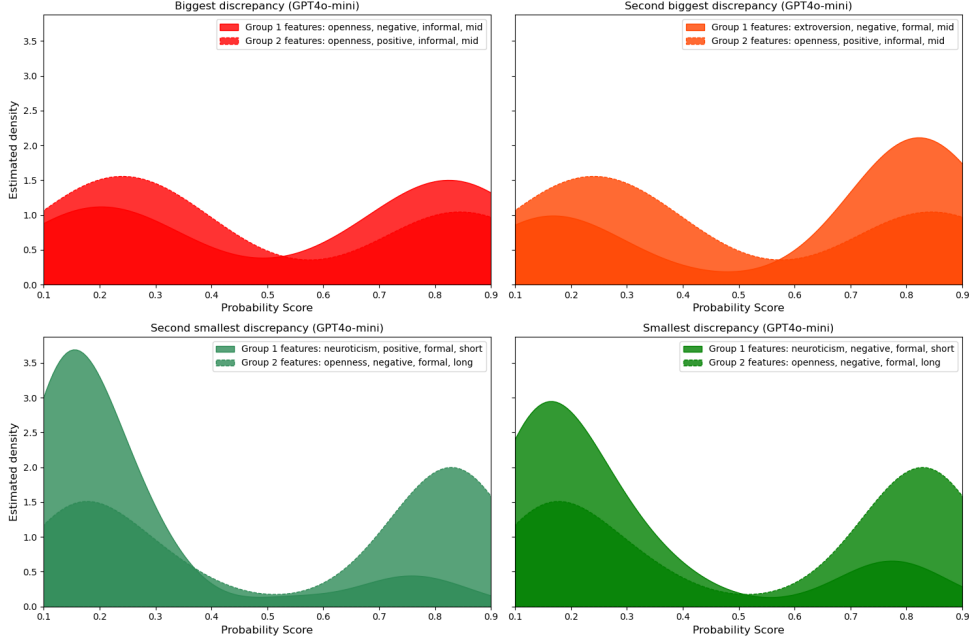 Biggest discrepancy (GPT4o-mini)
Group 1 features: openness, negative, informal, mid
Group 2 features: openness, positive, informal, mid
Estimated density
3.5
3.0
2.5
2.0
1.5
1.0
0.5
0.0
0.1 0.2 0.3 0.4 0.5 0.6 0.7 0.8 0.9
Probability Score
Second biggest discrepancy (GPT4o-mini)
Group 1 features: extroversion, negative, formal, mid
Group 2 features: openness, positive, informal, mid
0.1 0.2 0.3 0.4 0.5 0.6 0.7 0.8 0.9
Probability Score
Second smallest discrepancy (GPT4o-mini)
Group 1 features: neuroticism, positive, formal, short
Group 2 features: openness, negative, formal, long
Estimated density
3.5
3.0
2.5
2.0
1.5
1.0
0.5
0.0
0.1 0.2 0.3 0.4 0.5 0.6 0.7 0.8 0.9
Probability Score
Smallest discrepancy (GPT4o-mini)
Group 1 features: neuroticism, negative, formal, short
Group 2 features: openness, negative, formal, long
0.1 0.2 0.3 0.4 0.5 0.6 0.7 0.8 0.9
Probability Score